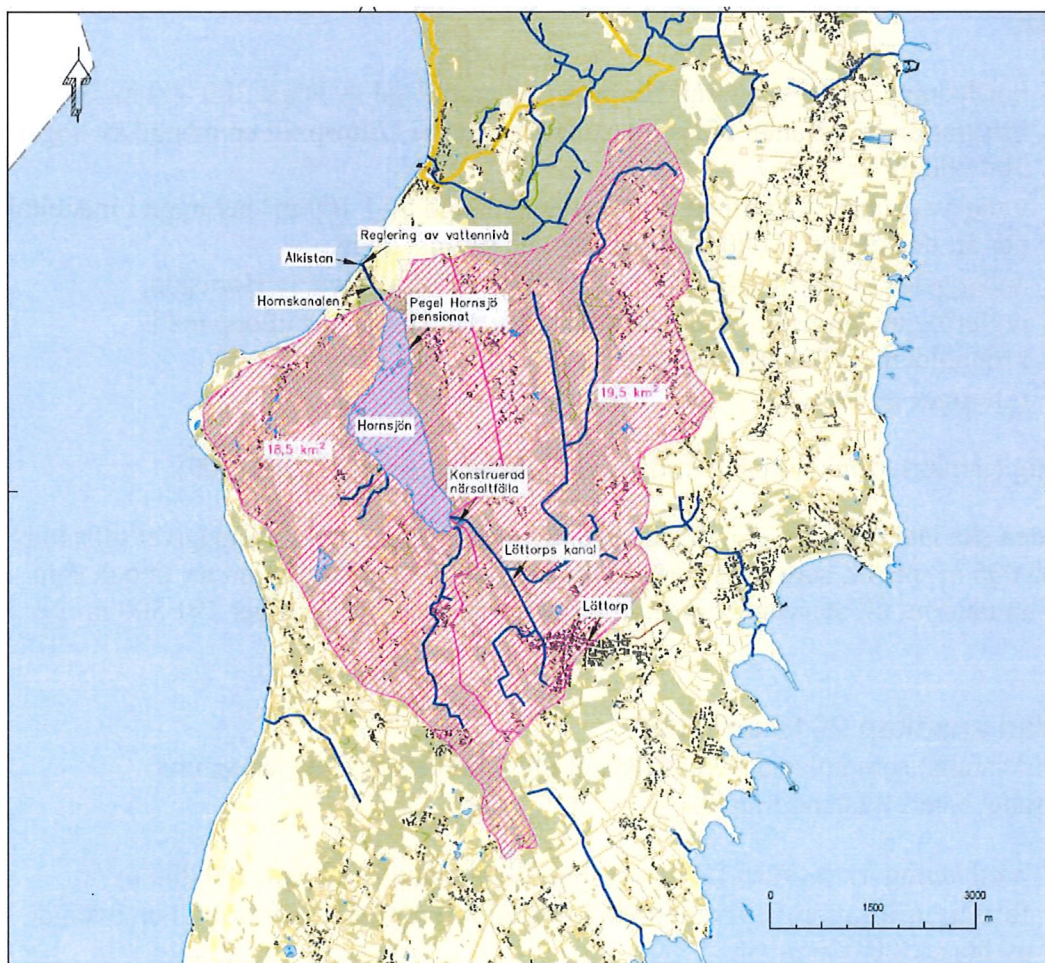 Reglering av vattennivå
Ålkistan
Hornskanalen
Pegel Hornsjö
pensionat
19,5 km²
Hornsjön
18,5 km²
Konstruerad
närsaltfälla
Löttorps kanal
Löttorp
0 1500 3000
m